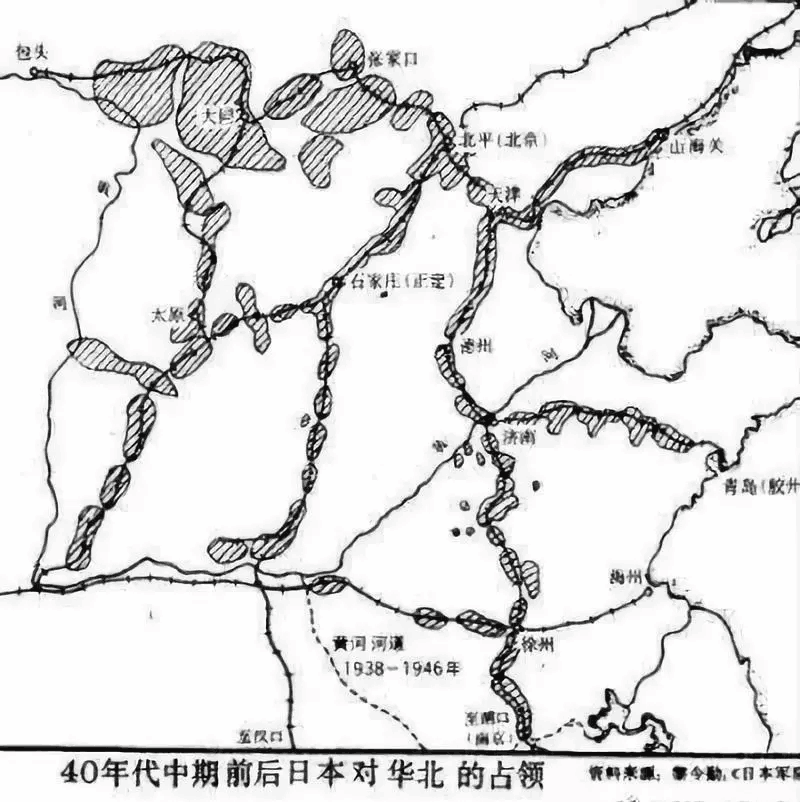 包头
张家口
大同
北平(北京)
山海关
天津
黄
石家庄(正定)
河
太原
德州
黄
河
济南
青岛(胶州
海州
黄河河道
徐州
1938-1946年
至浦口
(南京)
至汉口
40年代中期前后日本对华北的占领
资料来源:
《日本军